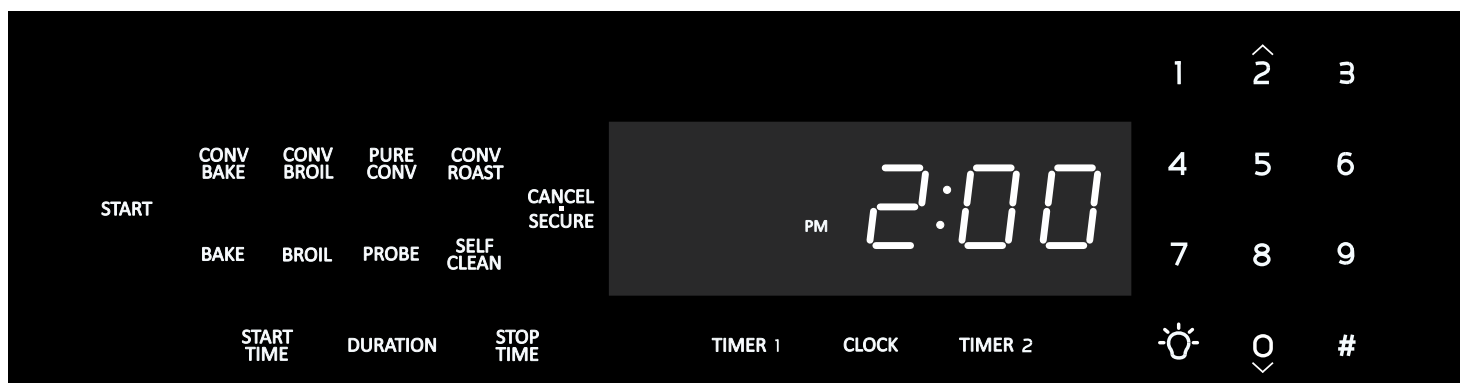 1 2 3
CONV BAKE
CONV BROIL
PURE CONV
CONV ROAST
4 5 6
START
CANCEL
SECURE
PM 2:00
BAKE
BROIL
PROBE
SELF CLEAN
7 8 9
START TIME
DURATION
STOP TIME
TIMER 1
CLOCK
TIMER 2
0 #